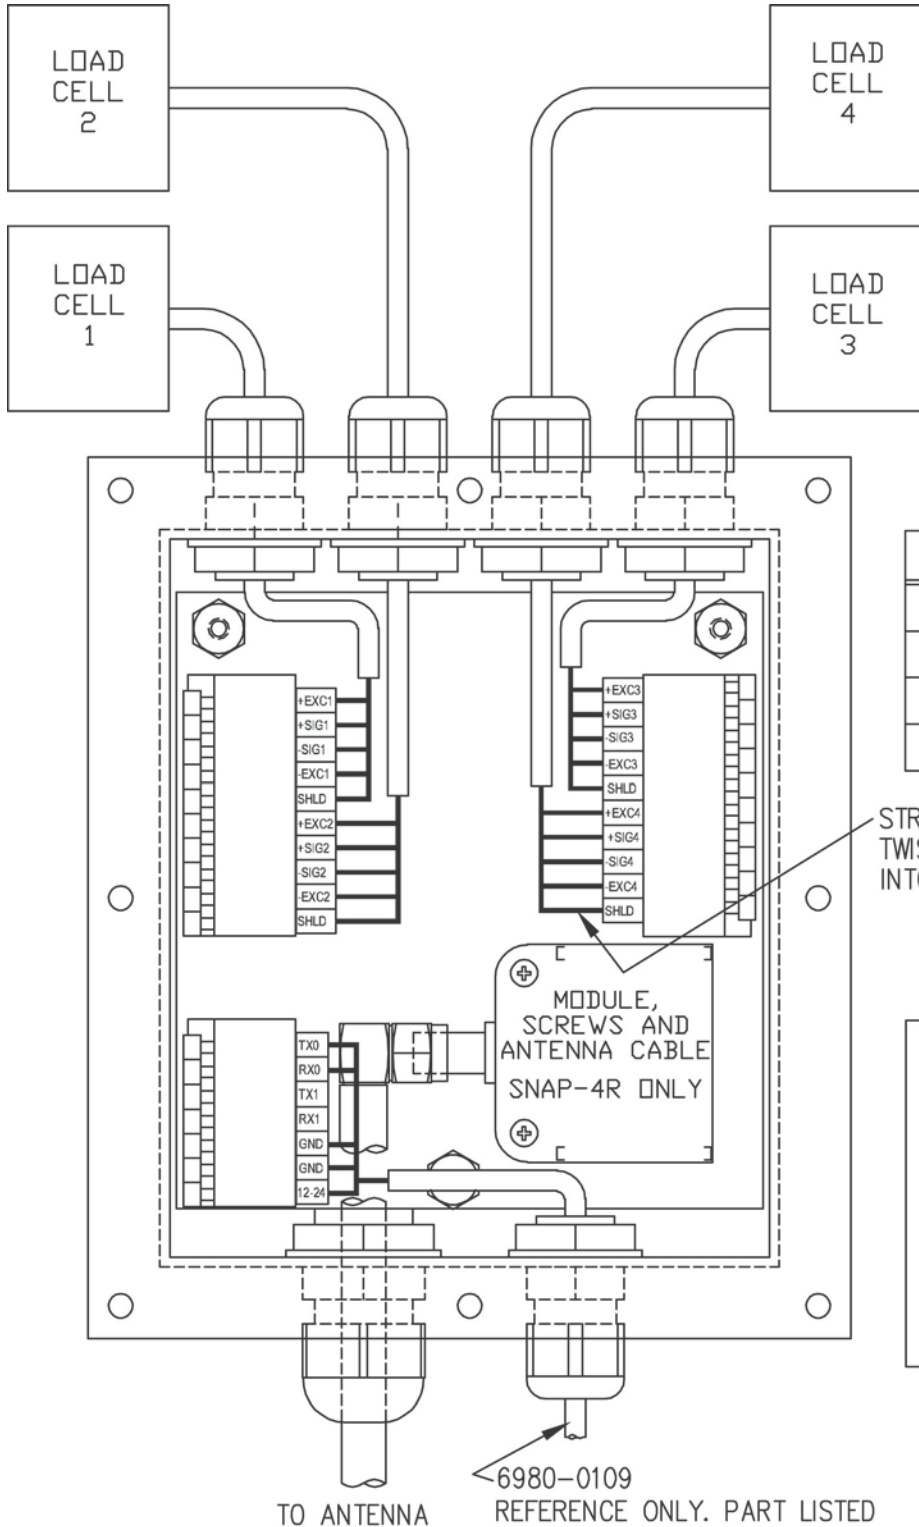 LOAD
CELL
2
LOAD
CELL
4
LOAD
CELL
1
LOAD
CELL
3
+EXC1
+SIG1
-SIG1
-EXC1
SHLD
+EXC2
+SIG2
-SIG2
-EXC2
SHLD
+EXC3
+SIG3
-SIG3
-EXC3
SHLD
+EXC4
+SIG4
-SIG4
-EXC4
SHLD
MODULE,
SCREWS AND
ANTENNA CABLE
SNAP-4R ONLY
TX0
RX0
TX1
RX1
GND
GND
12-24
6980-0109
REFERENCE ONLY. PART LISTED
TO ANTENNA